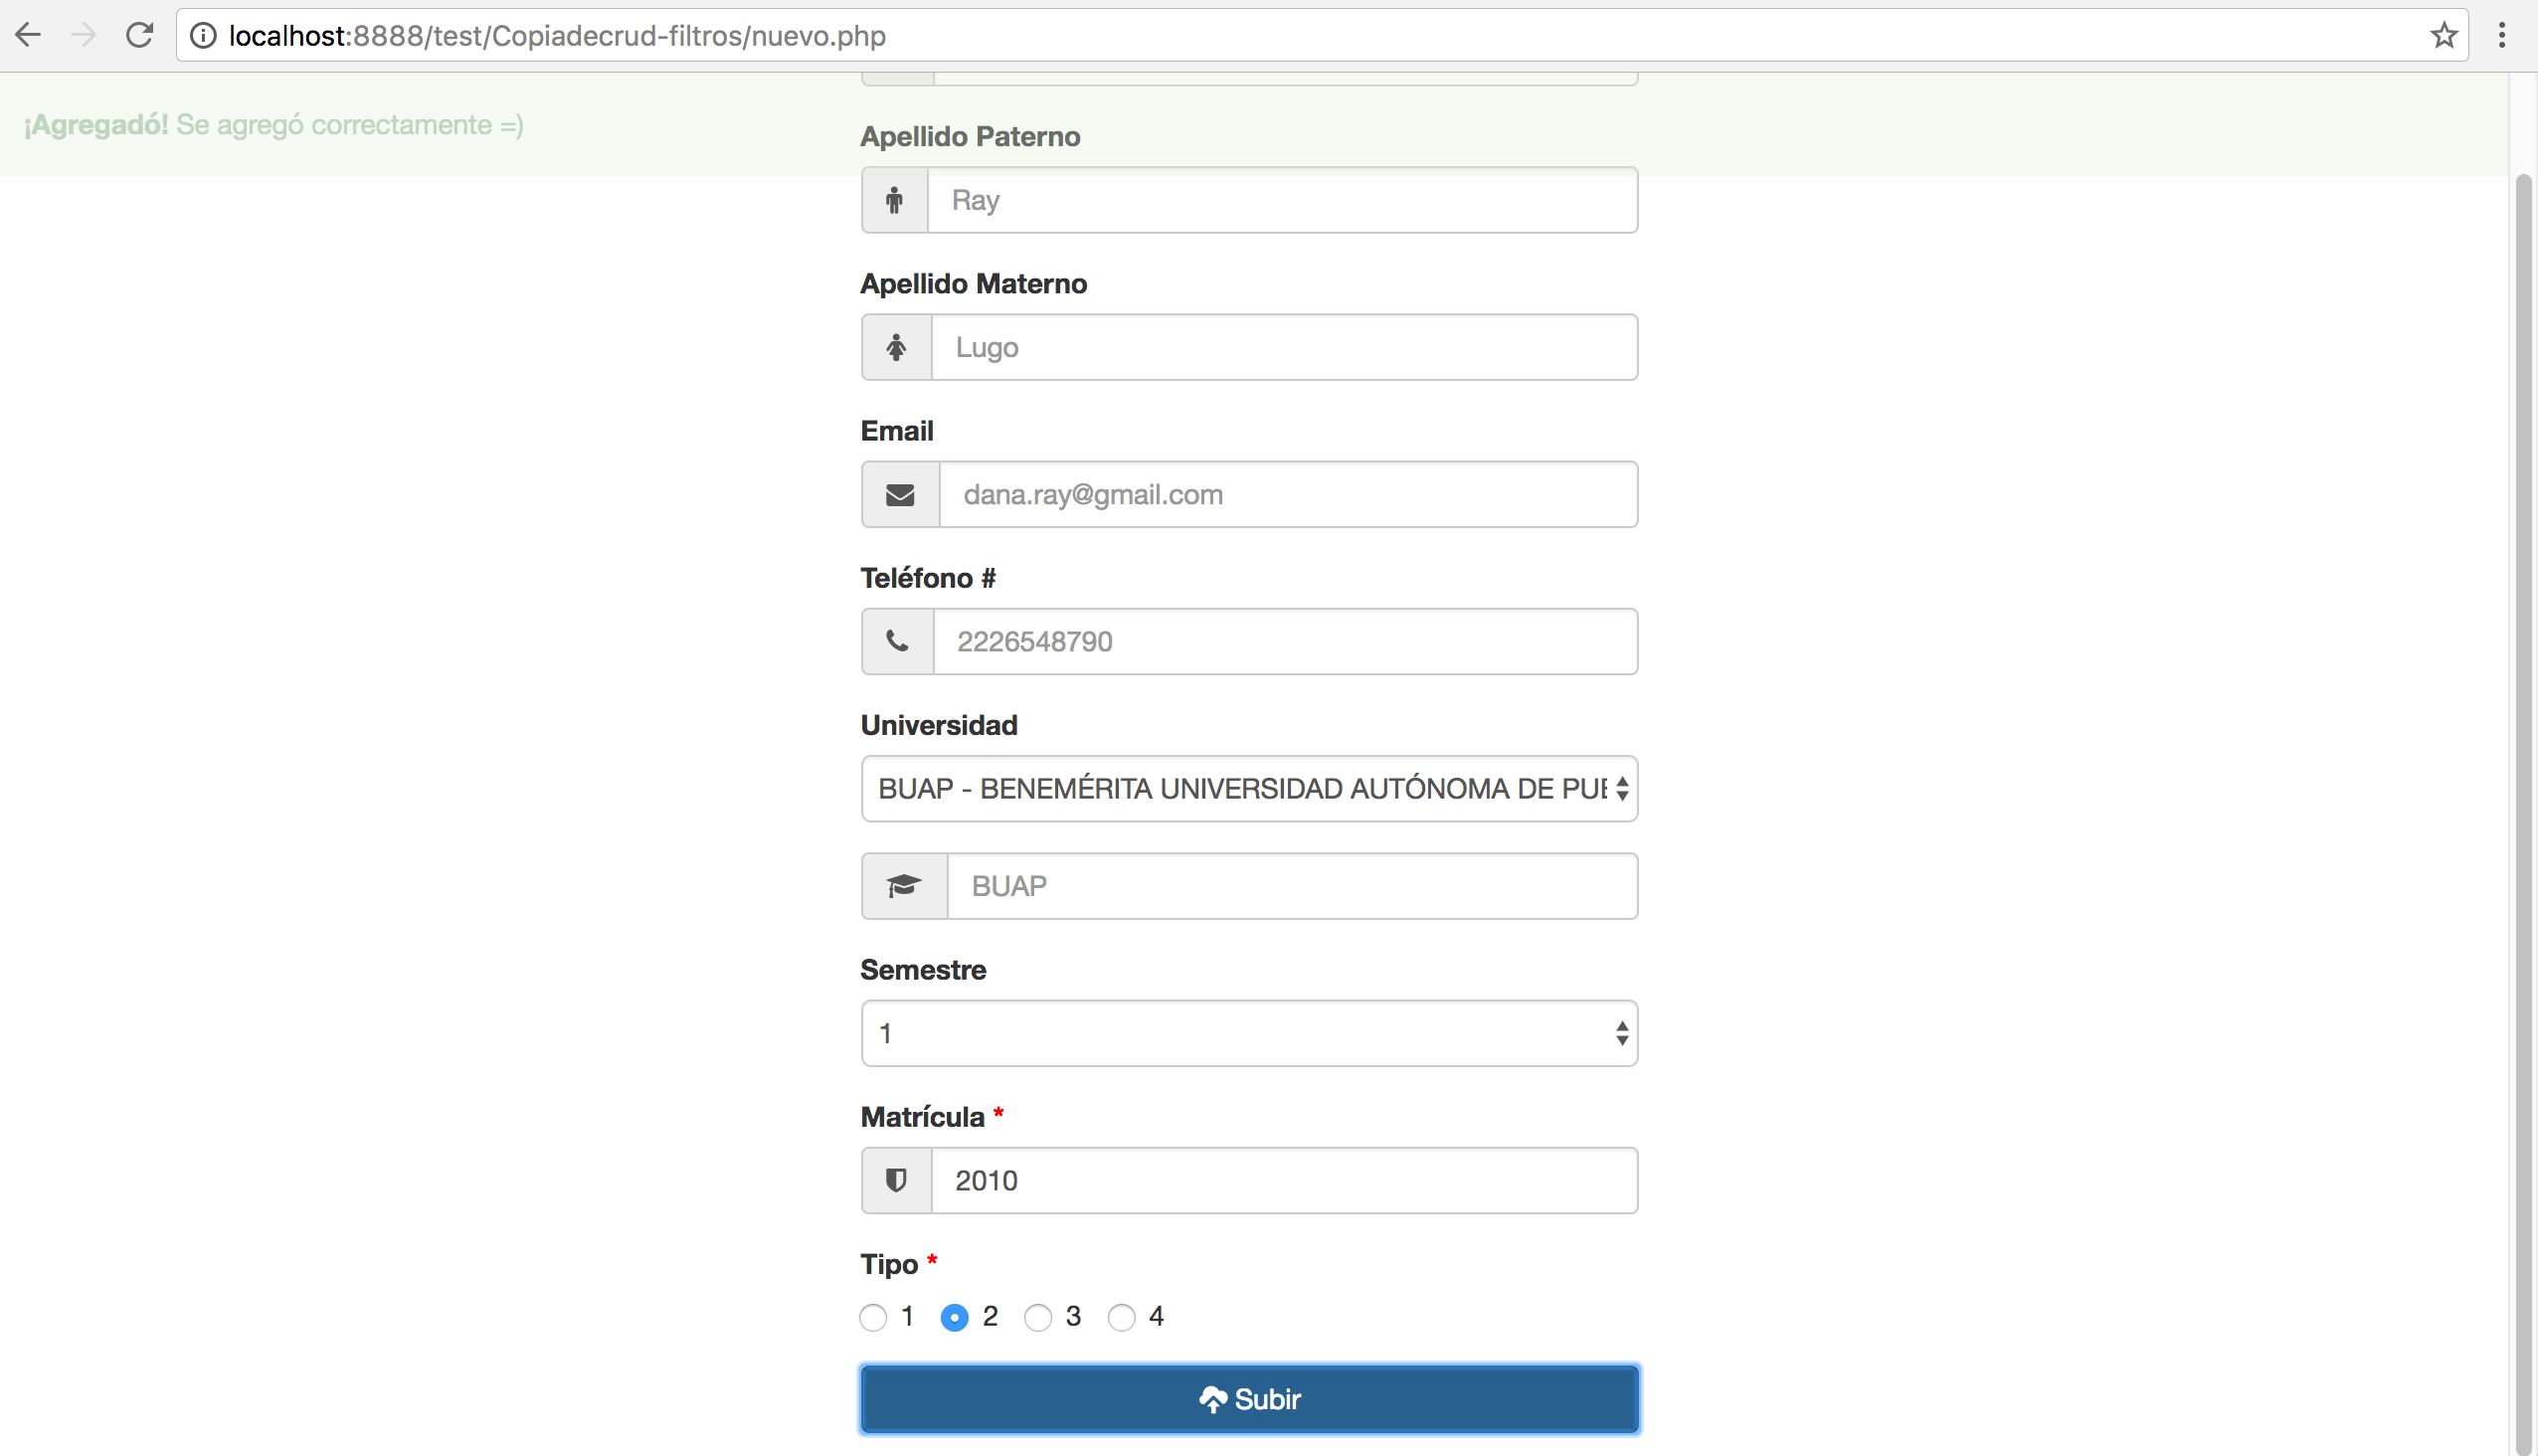 localhost:8888/test/Copiadecrud-filtros/nuevo.php
¡Agregadó! Se agregó correctamente =)
Apellido Paterno
Ray
Apellido Materno
Lugo
Email
dana.ray@gmail.com
Teléfono #
2226548790
Universidad
BUAP - BENEMÉRITA UNIVERSIDAD AUTÓNOMA DE PUE
BUAP
Semestre
1
Matrícula *
2010
Tipo *
1 2 3 4
Subir